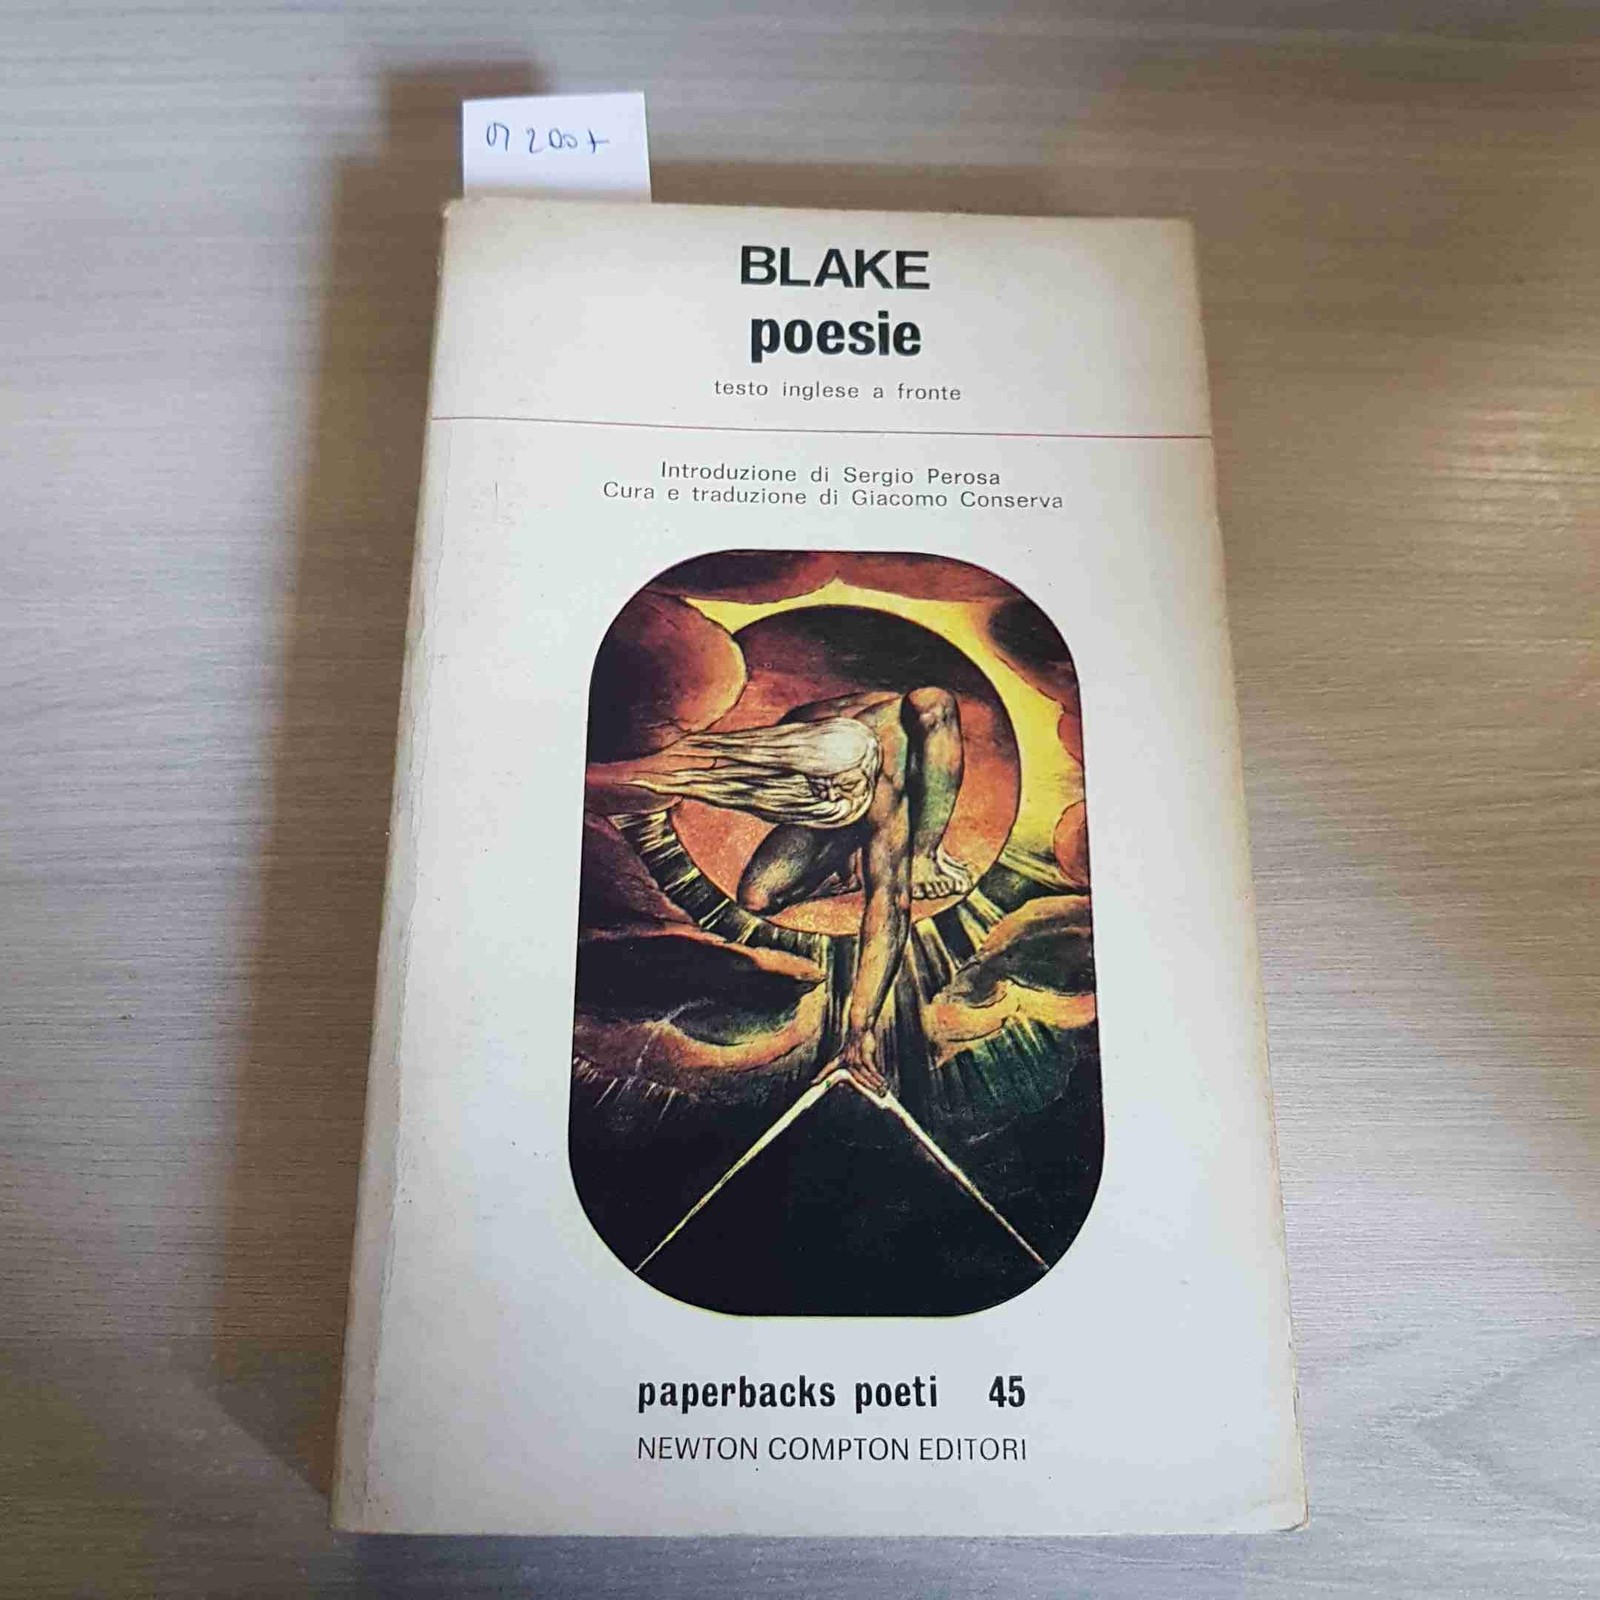 BLAKE
poesie
testo inglese a fronte
Introduzione di Sergio Perosa
Cura e traduzione di Giacomo Conserva
paperbacks poeti 45
NEWTON COMPTON EDITORI